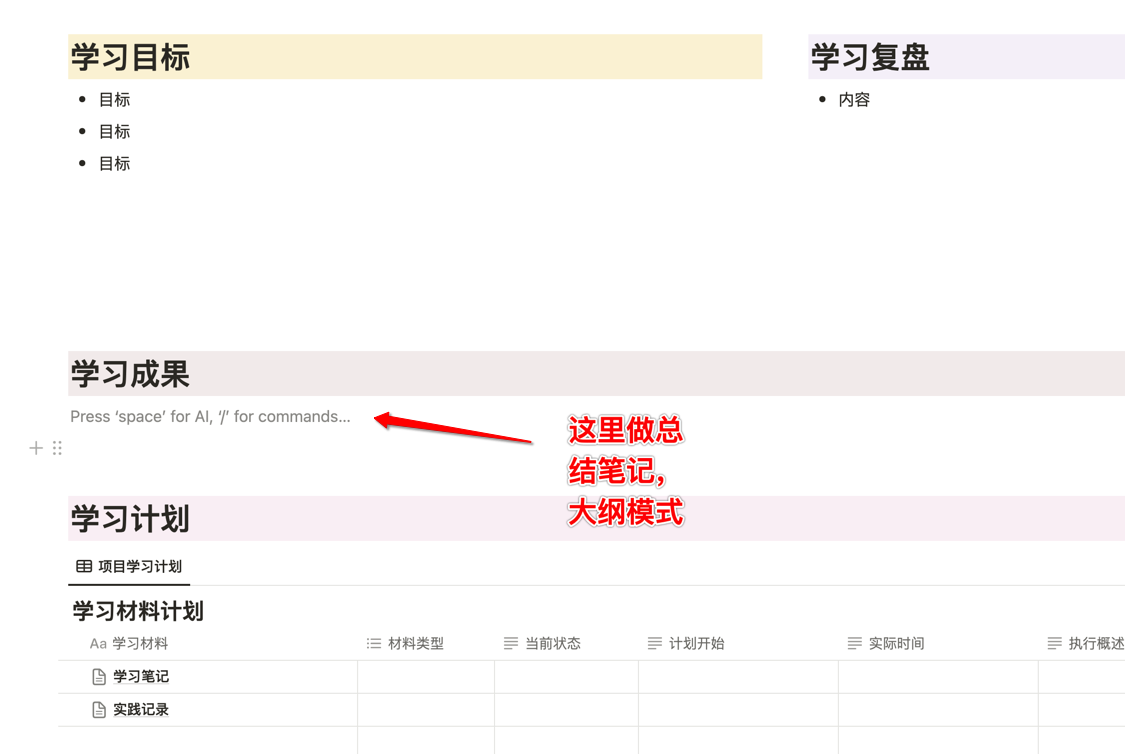 学习目标
学习复盘
目标
目标
目标
内容
学习成果
Press ‘space’ for AI, ‘/’ for commands...
这里做总
结笔记,
大纲模式
学习计划
项目学习计划
学习材料计划
Aa 学习材料
材料类型
当前状态
计划开始
实际时间
执行概述
学习笔记
实践记录